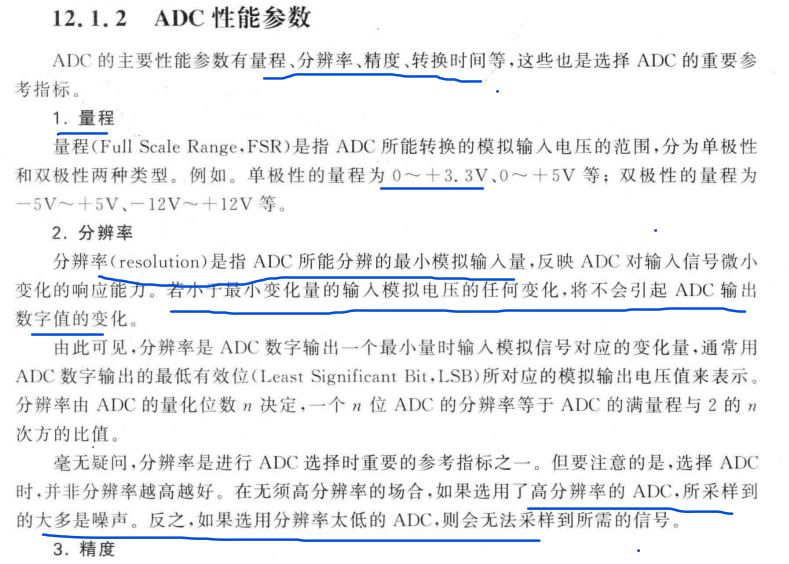 12.1.2 ADC 性能参数
ADC 的主要性能参数有量程、分辨率、精度、转换时间等,这些也是选择 ADC 的重要参
考指标。
1. 量程
量程(Full Scale Range,FSR)是指 ADC 所能转换的模拟输入电压的范围,分为单极性
和双极性两种类型。例如。单极性的量程为 0～+3.3V、0～+5V 等；双极性的量程为
-5V～+5V、-12V～+12V 等。
2. 分辨率
分辨率(resolution)是指 ADC 所能分辨的最小模拟输入量,反映 ADC 对输入信号微小
变化的响应能力。若小于最小变化量的输入模拟电压的任何变化,将不会引起 ADC 输出
数字值的变化。
由此可见,分辨率是 ADC 数字输出一个最小量时输入模拟信号对应的变化量,通常用
ADC 数字输出的最低有效位(Least Significant Bit,LSB)所对应的模拟输出电压值来表示。
分辨率由 ADC 的量化位数 n 决定,一个 n 位 ADC 的分辨率等于 ADC 的满量程与 2 的 n
次方的比值。
毫无疑问,分辨率是进行 ADC 选择时重要的参考指标之一。但要注意的是,选择 ADC
时,并非分辨率越高越好。在无须高分辨率的场合,如果选用了高分辨率的 ADC,所采样到
的大多是噪声。反之,如果选用分辨率太低的 ADC,则会无法采样到所需的信号。
3. 精度